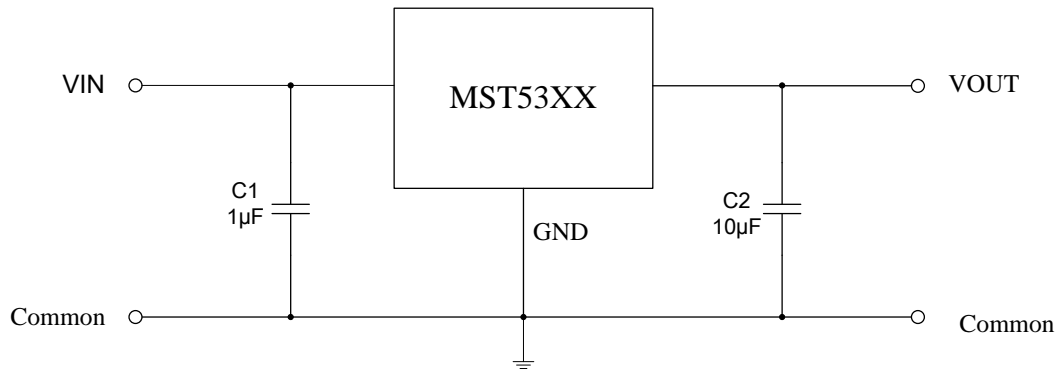 VIN
MST53XX
VOUT
C1
1µF
C2
10µF
GND
Common
Common